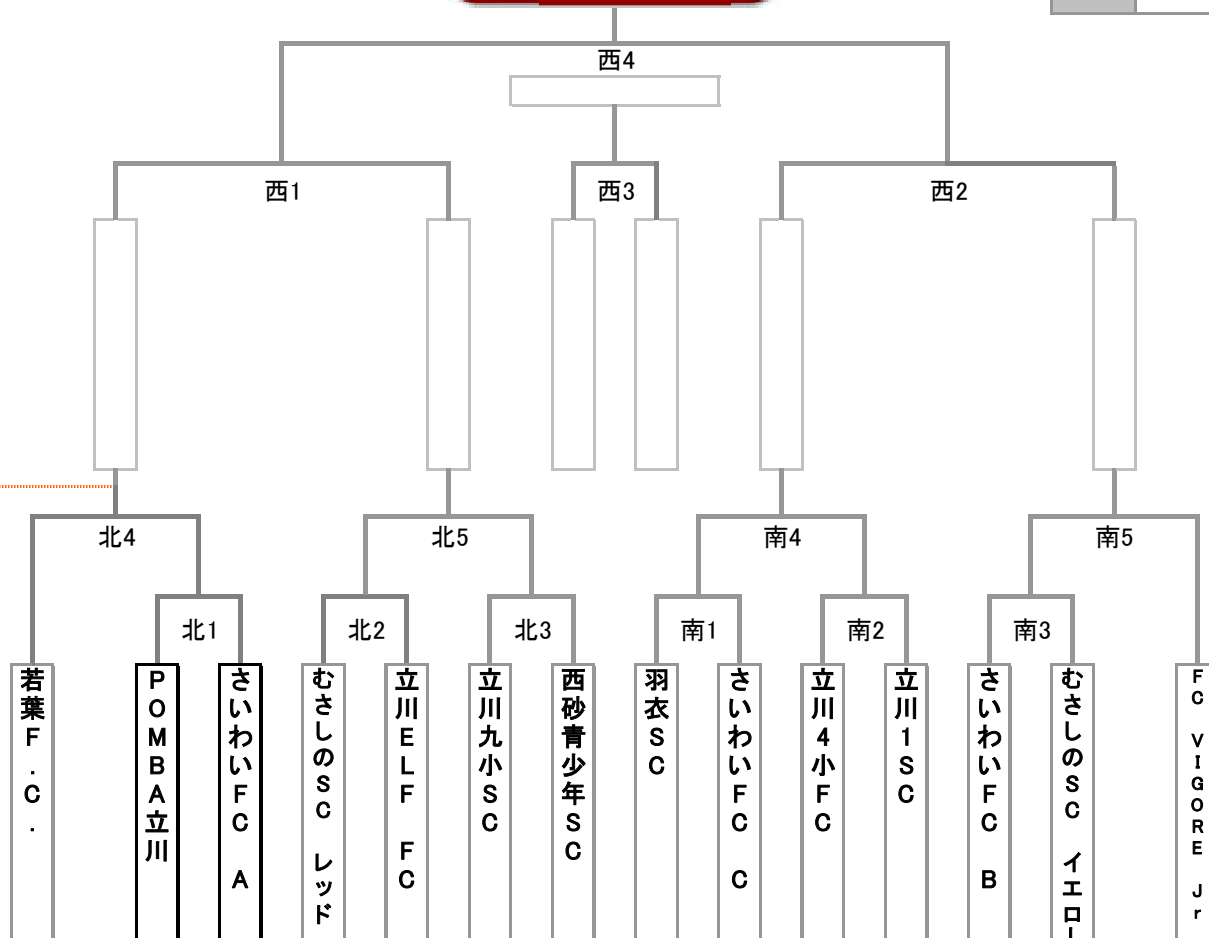 西4
西1
西3
西2
北4
北5
南4
南5
北1
北2
北3
南1
南2
南3
若葉F.C.
POMBA立川
さいわいFC A
むさしのSC レッド
立川ELF FC
立川九小SC
西砂青少年SC
羽衣SC
さいわいFC C
立川4小FC
立川1SC
さいわいFC B
むさしのSC イエロー
FC VIGORE Jr